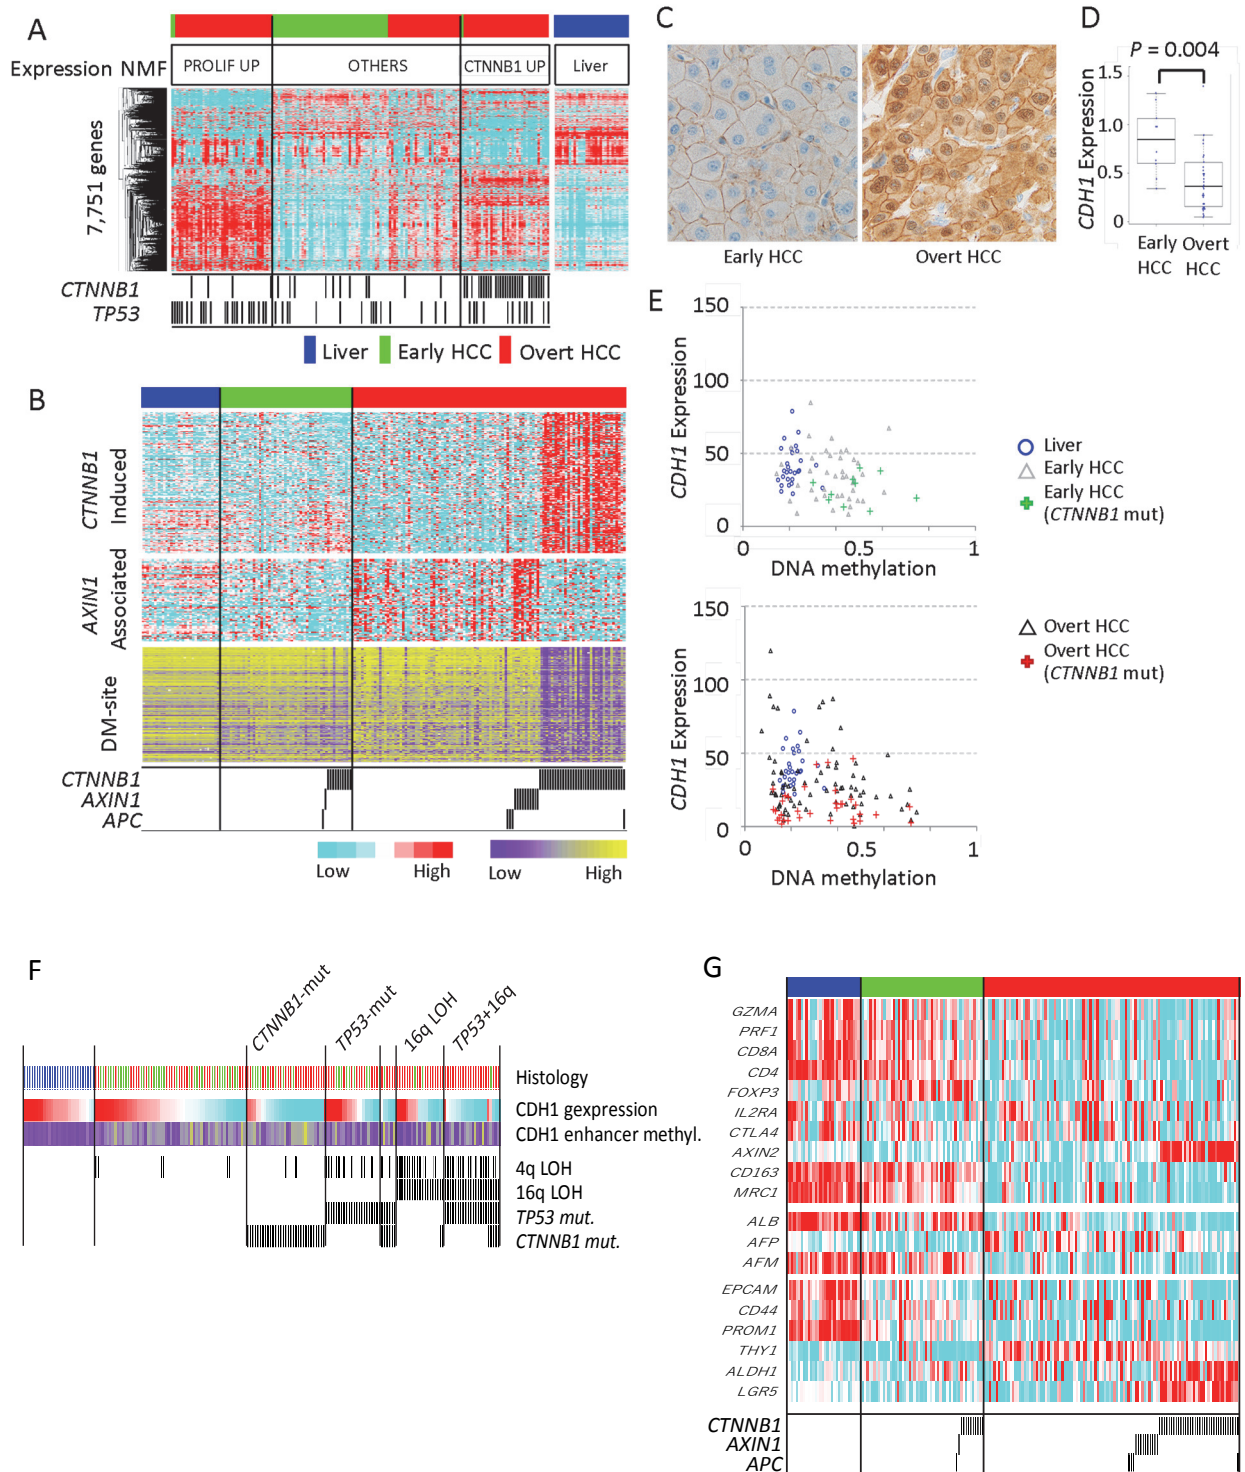 A
Expression NMF
PROLIF UP
OTHERS
CTNNB1 UP
Liver
7,751 genes
CTNNB1
TP53
Liver
Early HCC
Overt HCC
B
CTNNB1
Induced
AXIN1
Associated
DM-site
CTNNB1
AXIN1
APC
Low
High
Low
High
C
Early HCC
Overt HCC
D
P = 0.004
CDH1 Expression
1.5
1.0
0.5
0
Early
HCC
Overt
HCC
E
CDH1 Expression
150
100
50
0
0
0.5
1
DNA methylation
Liver
Early HCC
Early HCC
(CTNNB1 mut)
CDH1 Expression
150
100
50
0
0
0.5
1
DNA methylation
Overt HCC
Overt HCC
(CTNNB1 mut)
F
CTNNB1-mut
TP53-mut
16q LOH
TP53+16q
Histology
CDH1 gexpression
CDH1 enhancer methyl.
4q LOH
16q LOH
TP53 mut.
CTNNB1 mut.
G
GZMA
PRF1
CD8A
CD4
FOXP3
IL2RA
CTLA4
AXIN2
CD163
MRC1
ALB
AFP
AFM
EPCAM
CD44
PROM1
THY1
ALDH1
LGR5
CTNNB1
AXIN1
APC